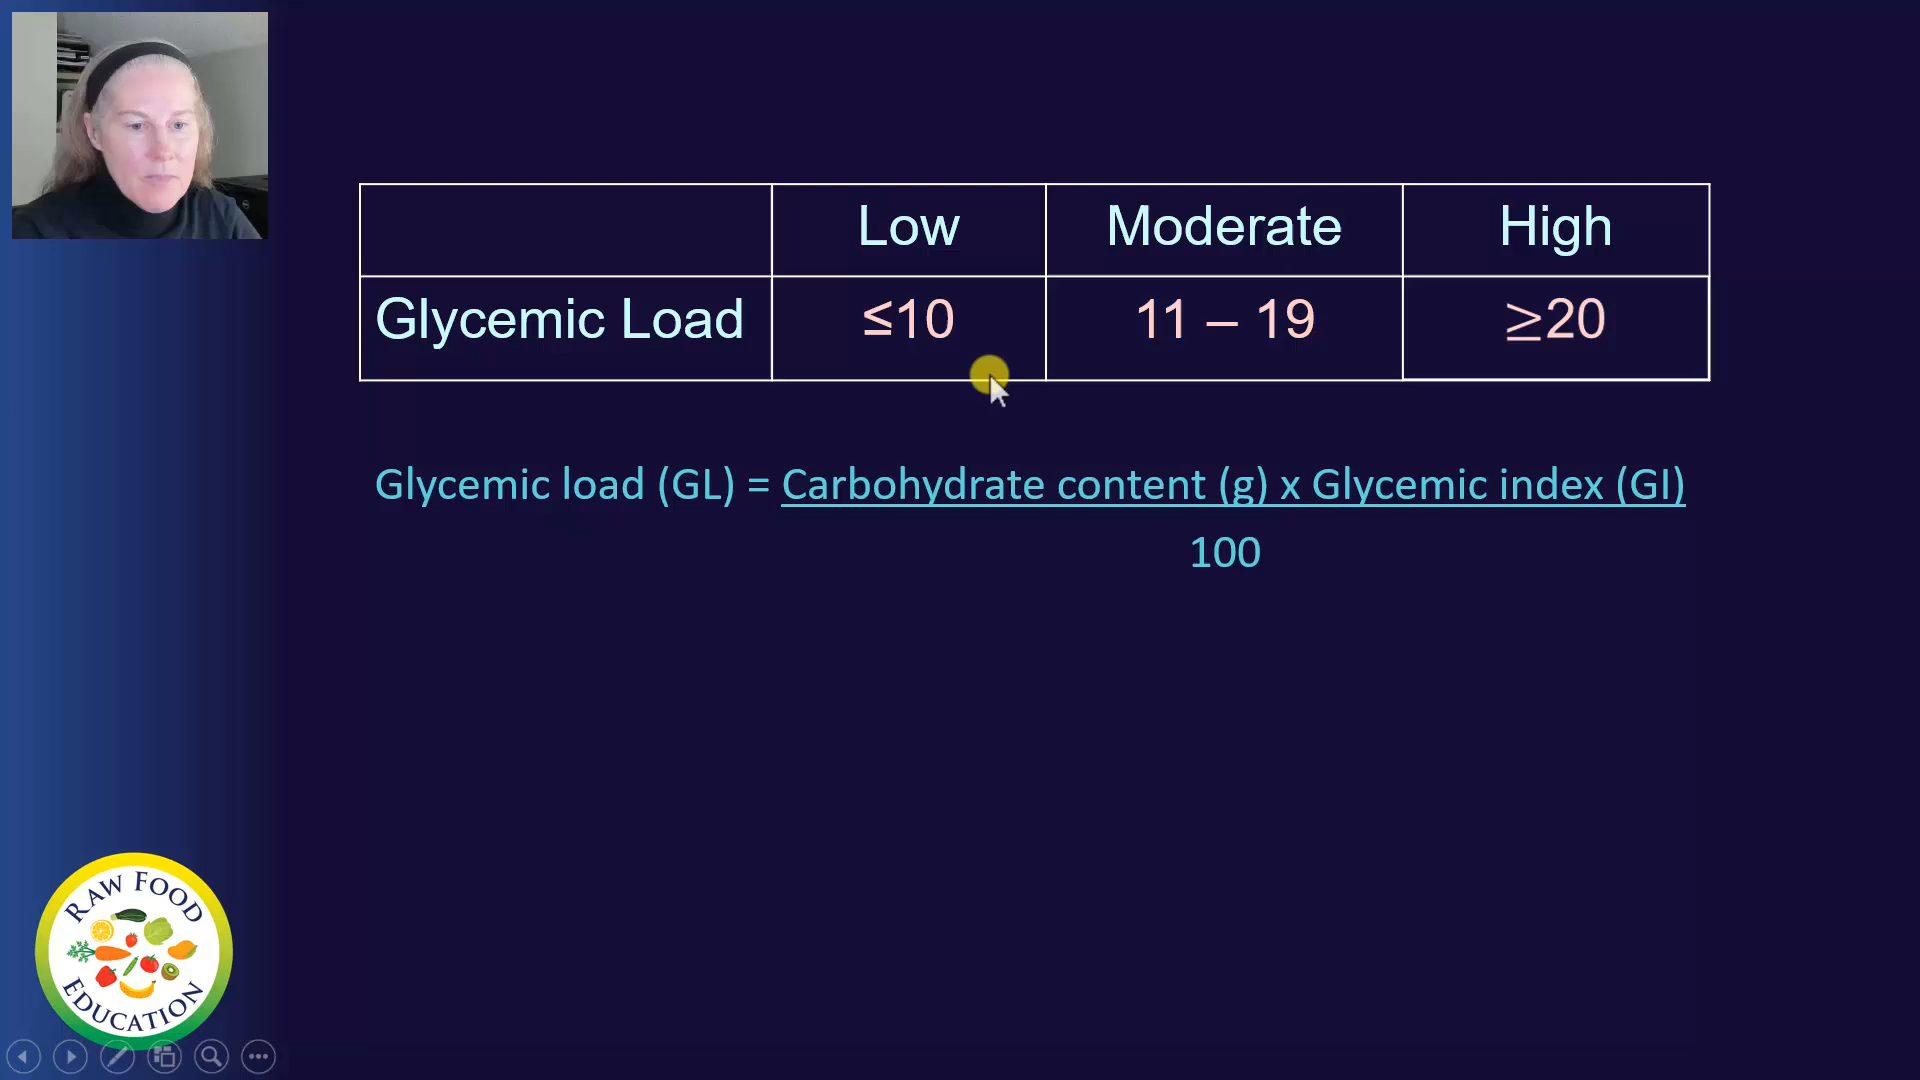 Low Moderate High
Glycemic Load ≤10 11 – 19 ≥20
Glycemic load (GL) = Carbohydrate content (g) x Glycemic index (GI)
100
RAW FOOD
EDUCATION